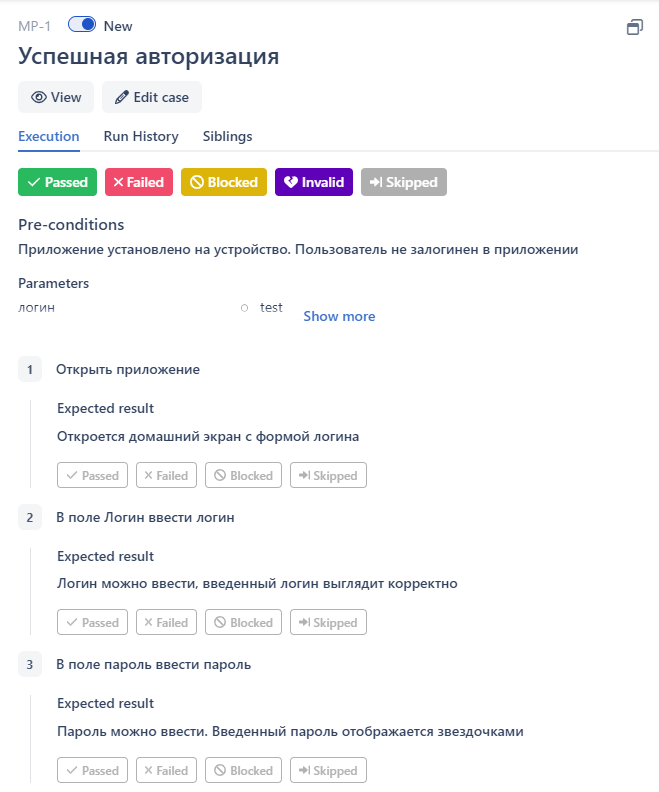 MP-1 New
Успешная авторизация
View Edit case
Execution Run History Siblings
Passed Failed Blocked Invalid Skipped
Pre-conditions
Приложение установлено на устройство. Пользователь не залогинен в приложении
Parameters
логин test Show more
1 Открыть приложение
Expected result
Откроется домашний экран с формой логина
Passed Failed Blocked Skipped
2 В поле Логин ввести логин
Expected result
Логин можно ввести, введенный логин выглядит корректно
Passed Failed Blocked Skipped
3 В поле пароль ввести пароль
Expected result
Пароль можно ввести. Введенный пароль отображается звездочками
Passed Failed Blocked Skipped